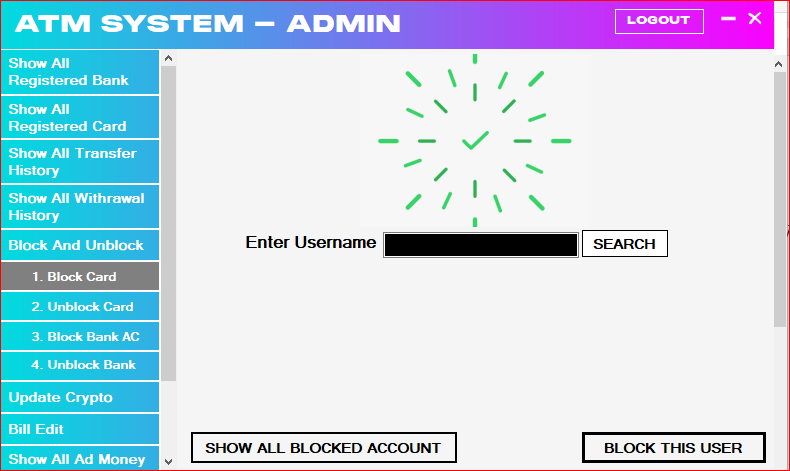 ATM SYSTEM - ADMIN
LOGOUT
Show All
Registered Bank
Show All
Registered Card
Show All Transfer
History
Show All Withrawal
History
Block And Unblock
1. Block Card
2. Unblock Card
3. Block Bank AC
4. Unblock Bank
Update Crypto
Bill Edit
Show All Ad Money
Enter Username
SEARCH
SHOW ALL BLOCKED ACCOUNT
BLOCK THIS USER